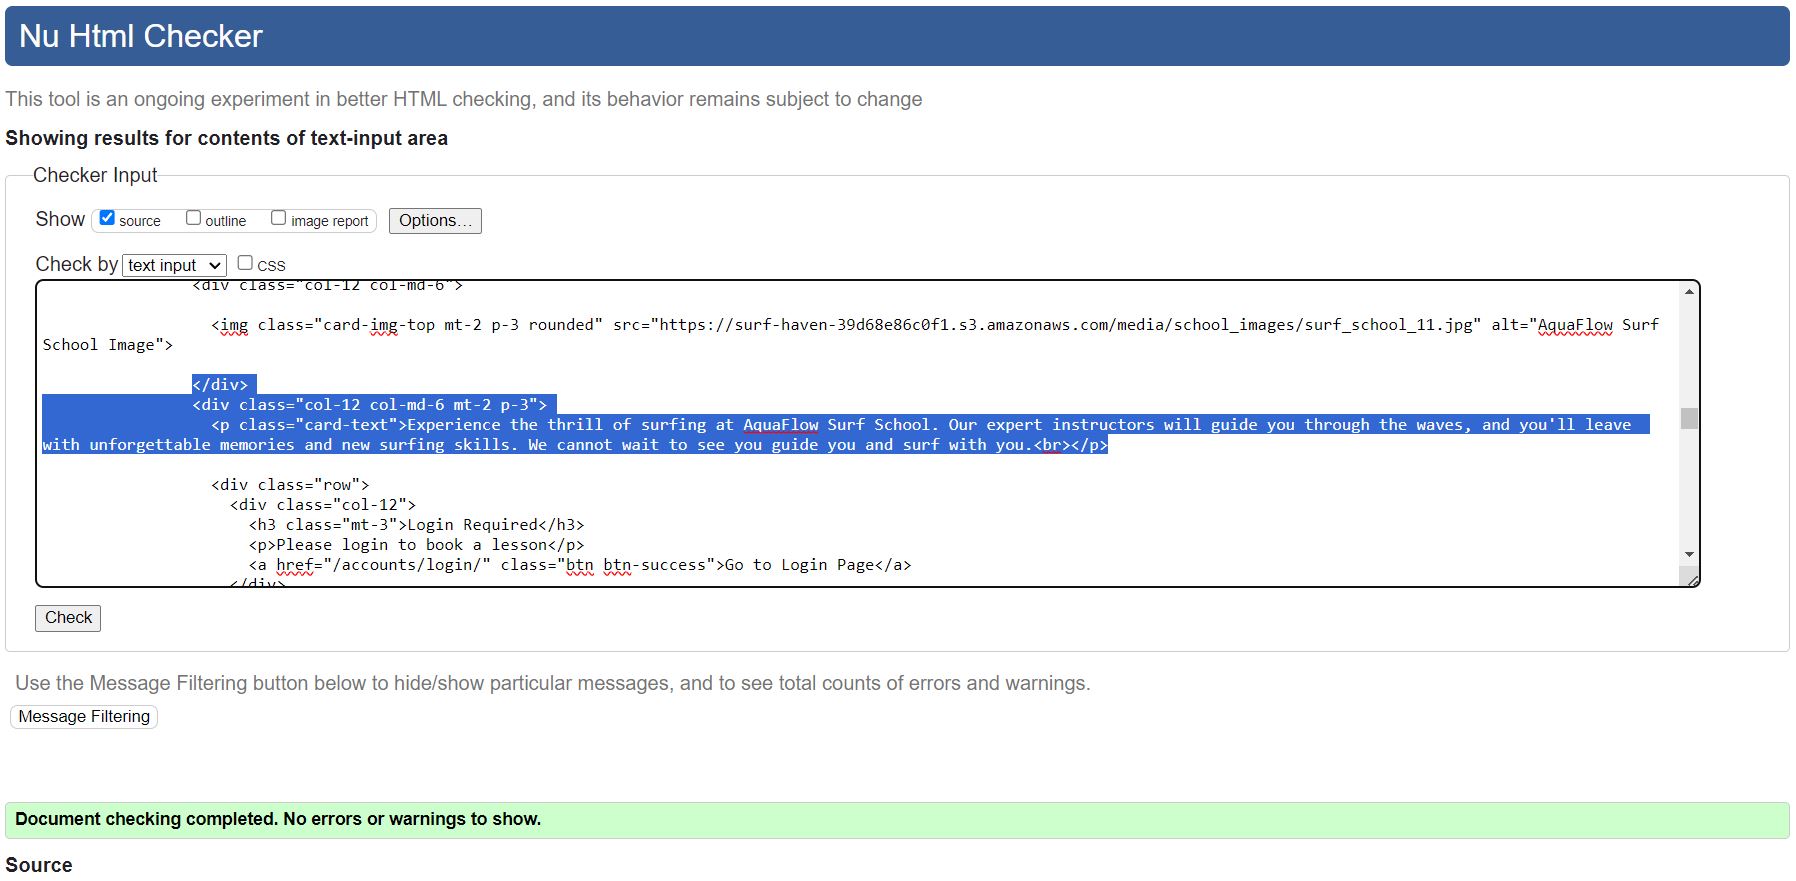 Nu Html Checker
This tool is an ongoing experiment in better HTML checking, and its behavior remains subject to change
Showing results for contents of text-input area
Checker Input
Show source outline image report Options...
Check by text input CSS
<div class="col-12 col-md-6">
<img class="card-img-top mt-2 p-3 rounded" src="https://surf-haven-39d68e86c0f1.s3.amazonaws.com/media/school_images/surf_school_11.jpg" alt="AquaFlow Surf
School Image">
</div>
<div class="col-12 col-md-6 mt-2 p-3">
<p class="card-text">Experience the thrill of surfing at AquaFlow Surf School. Our expert instructors will guide you through the waves, and you'll leave
with unforgettable memories and new surfing skills. We cannot wait to see you guide you and surf with you.<br></p>
<div class="row">
<div class="col-12">
<h3 class="mt-3">Login Required</h3>
<p>Please login to book a lesson</p>
<a href="/accounts/login/" class="btn btn-success">Go to Login Page</a>
</div>
Check
Use the Message Filtering button below to hide/show particular messages, and to see total counts of errors and warnings.
Message Filtering
Document checking completed. No errors or warnings to show.
Source